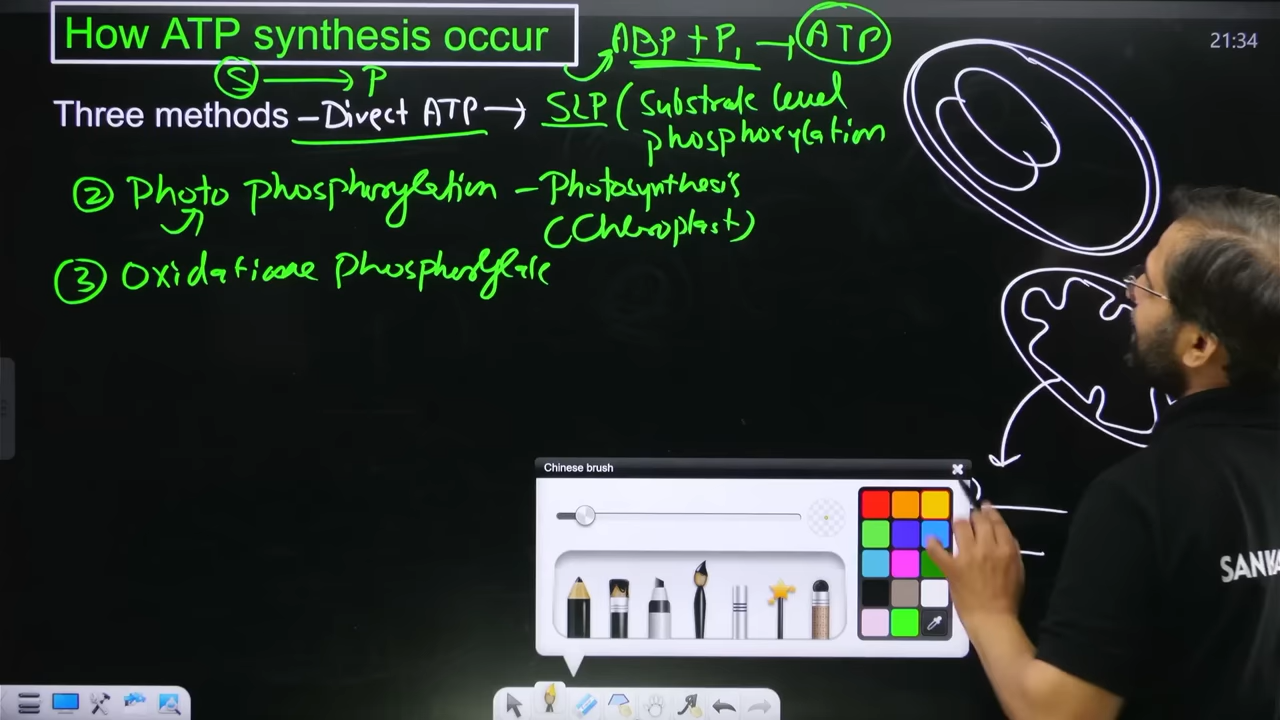 How ATP synthesis occur
ADP + Pi → ATP
21:34
S → P
Three methods – Direct ATP → SLP ( Substrate level
phosphorylation
② Photo phosphorylation – Photosynthesis
(Chloroplast)
③ Oxidative phosphorylate
Chinese brush
SANKA